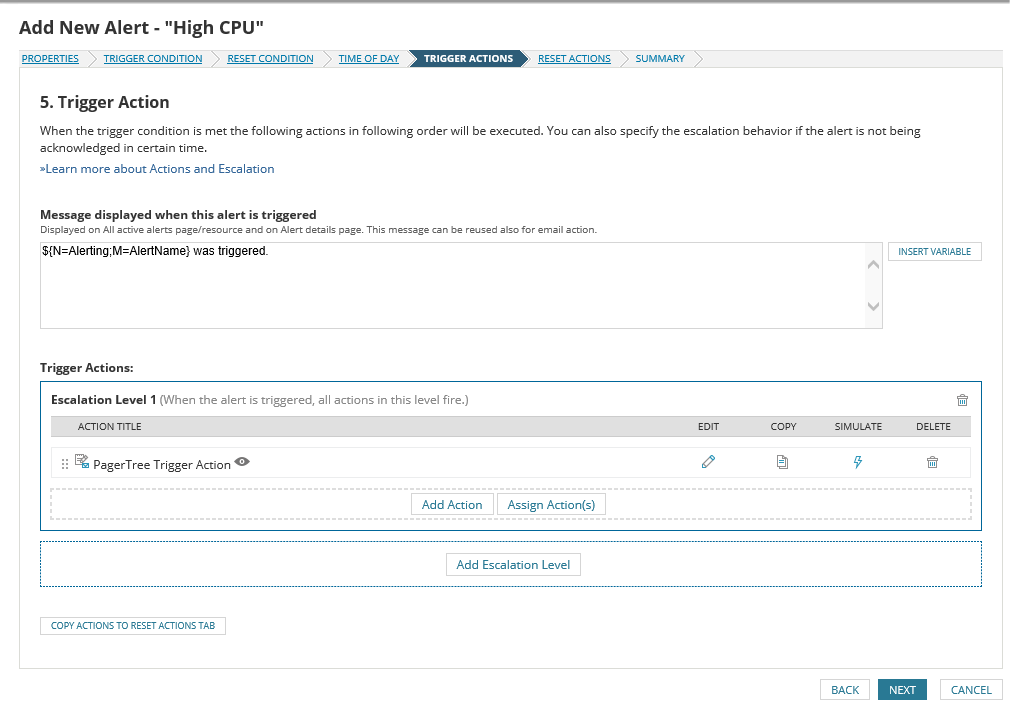 Add New Alert - "High CPU"
PROPERTIES TRIGGER CONDITION RESET CONDITION TIME OF DAY TRIGGER ACTIONS RESET ACTIONS SUMMARY
5. Trigger Action
When the trigger condition is met the following actions in following order will be executed. You can also specify the escalation behavior if the alert is not being
acknowledged in certain time.
»Learn more about Actions and Escalation
Message displayed when this alert is triggered
Displayed on All active alerts page/resource and on Alert details page. This message can be reused also for email action.
${N=Alerting;M=AlertName} was triggered.
INSERT VARIABLE
Trigger Actions:
Escalation Level 1 (When the alert is triggered, all actions in this level fire.)
ACTION TITLE EDIT COPY SIMULATE DELETE
PagerTree Trigger Action
Add Action Assign Action(s)
Add Escalation Level
COPY ACTIONS TO RESET ACTIONS TAB
BACK NEXT CANCEL